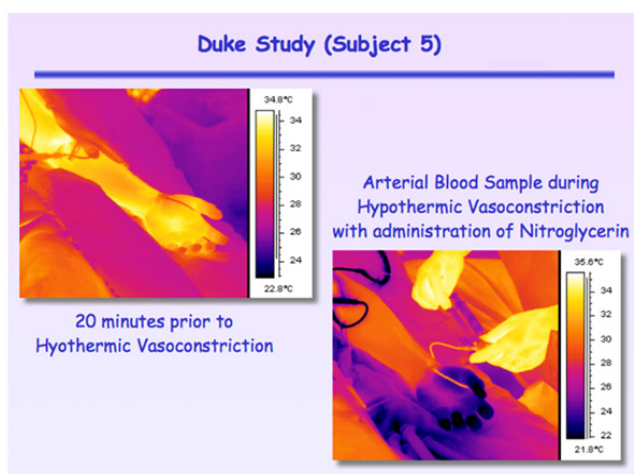 Duke Study (Subject 5)
34.8°C
34
32
30
28
26
24
22.8°C
20 minutes prior to
Hyothermic Vasoconstriction
Arterial Blood Sample during
Hypothermic Vasoconstriction
with administration of Nitroglycerin
35.6°C
34
32
30
28
26
24
22
21.8°C